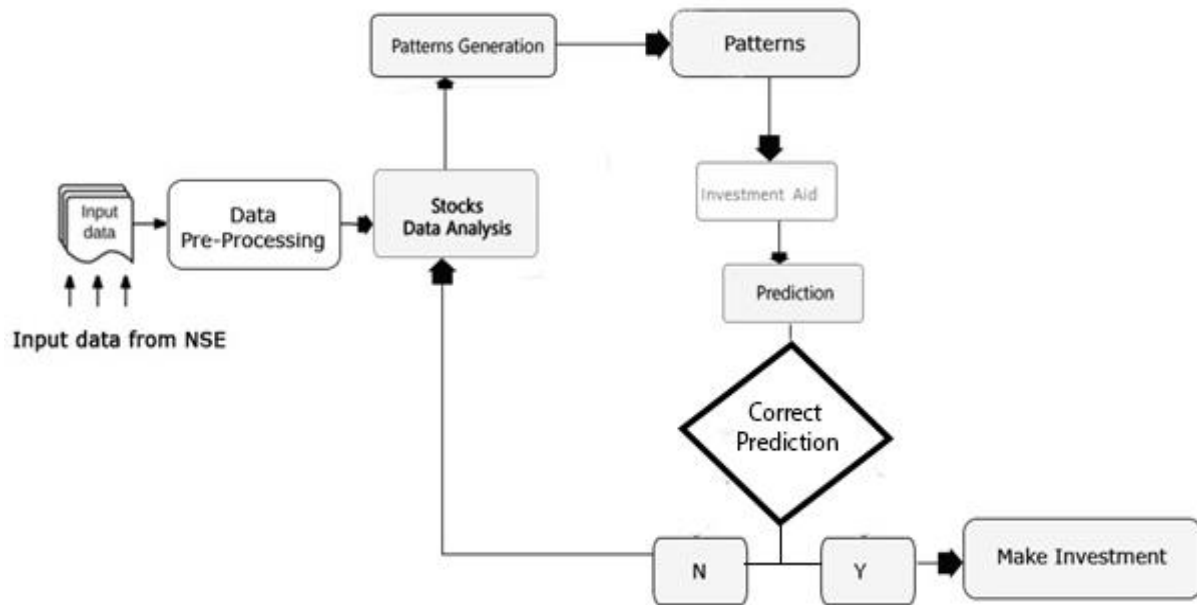 Patterns Generation
Patterns
Investment Aid
Input
data
Data
Pre-Processing
Stocks
Data Analysis
Prediction
Input data from NSE
Correct
Prediction
N
Y
Make Investment